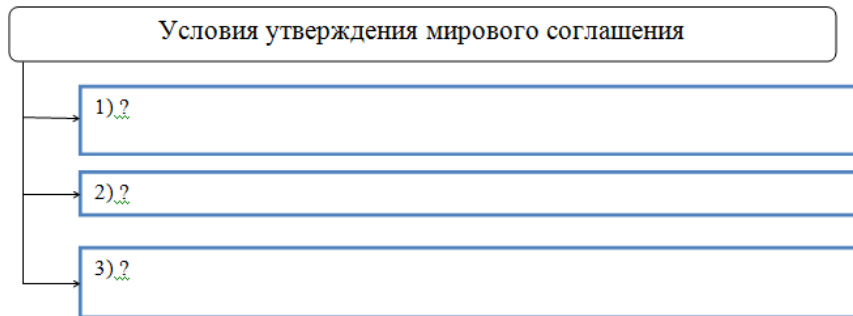 Условия утверждения мирового соглашения
1) ?
2) ?
3) ?